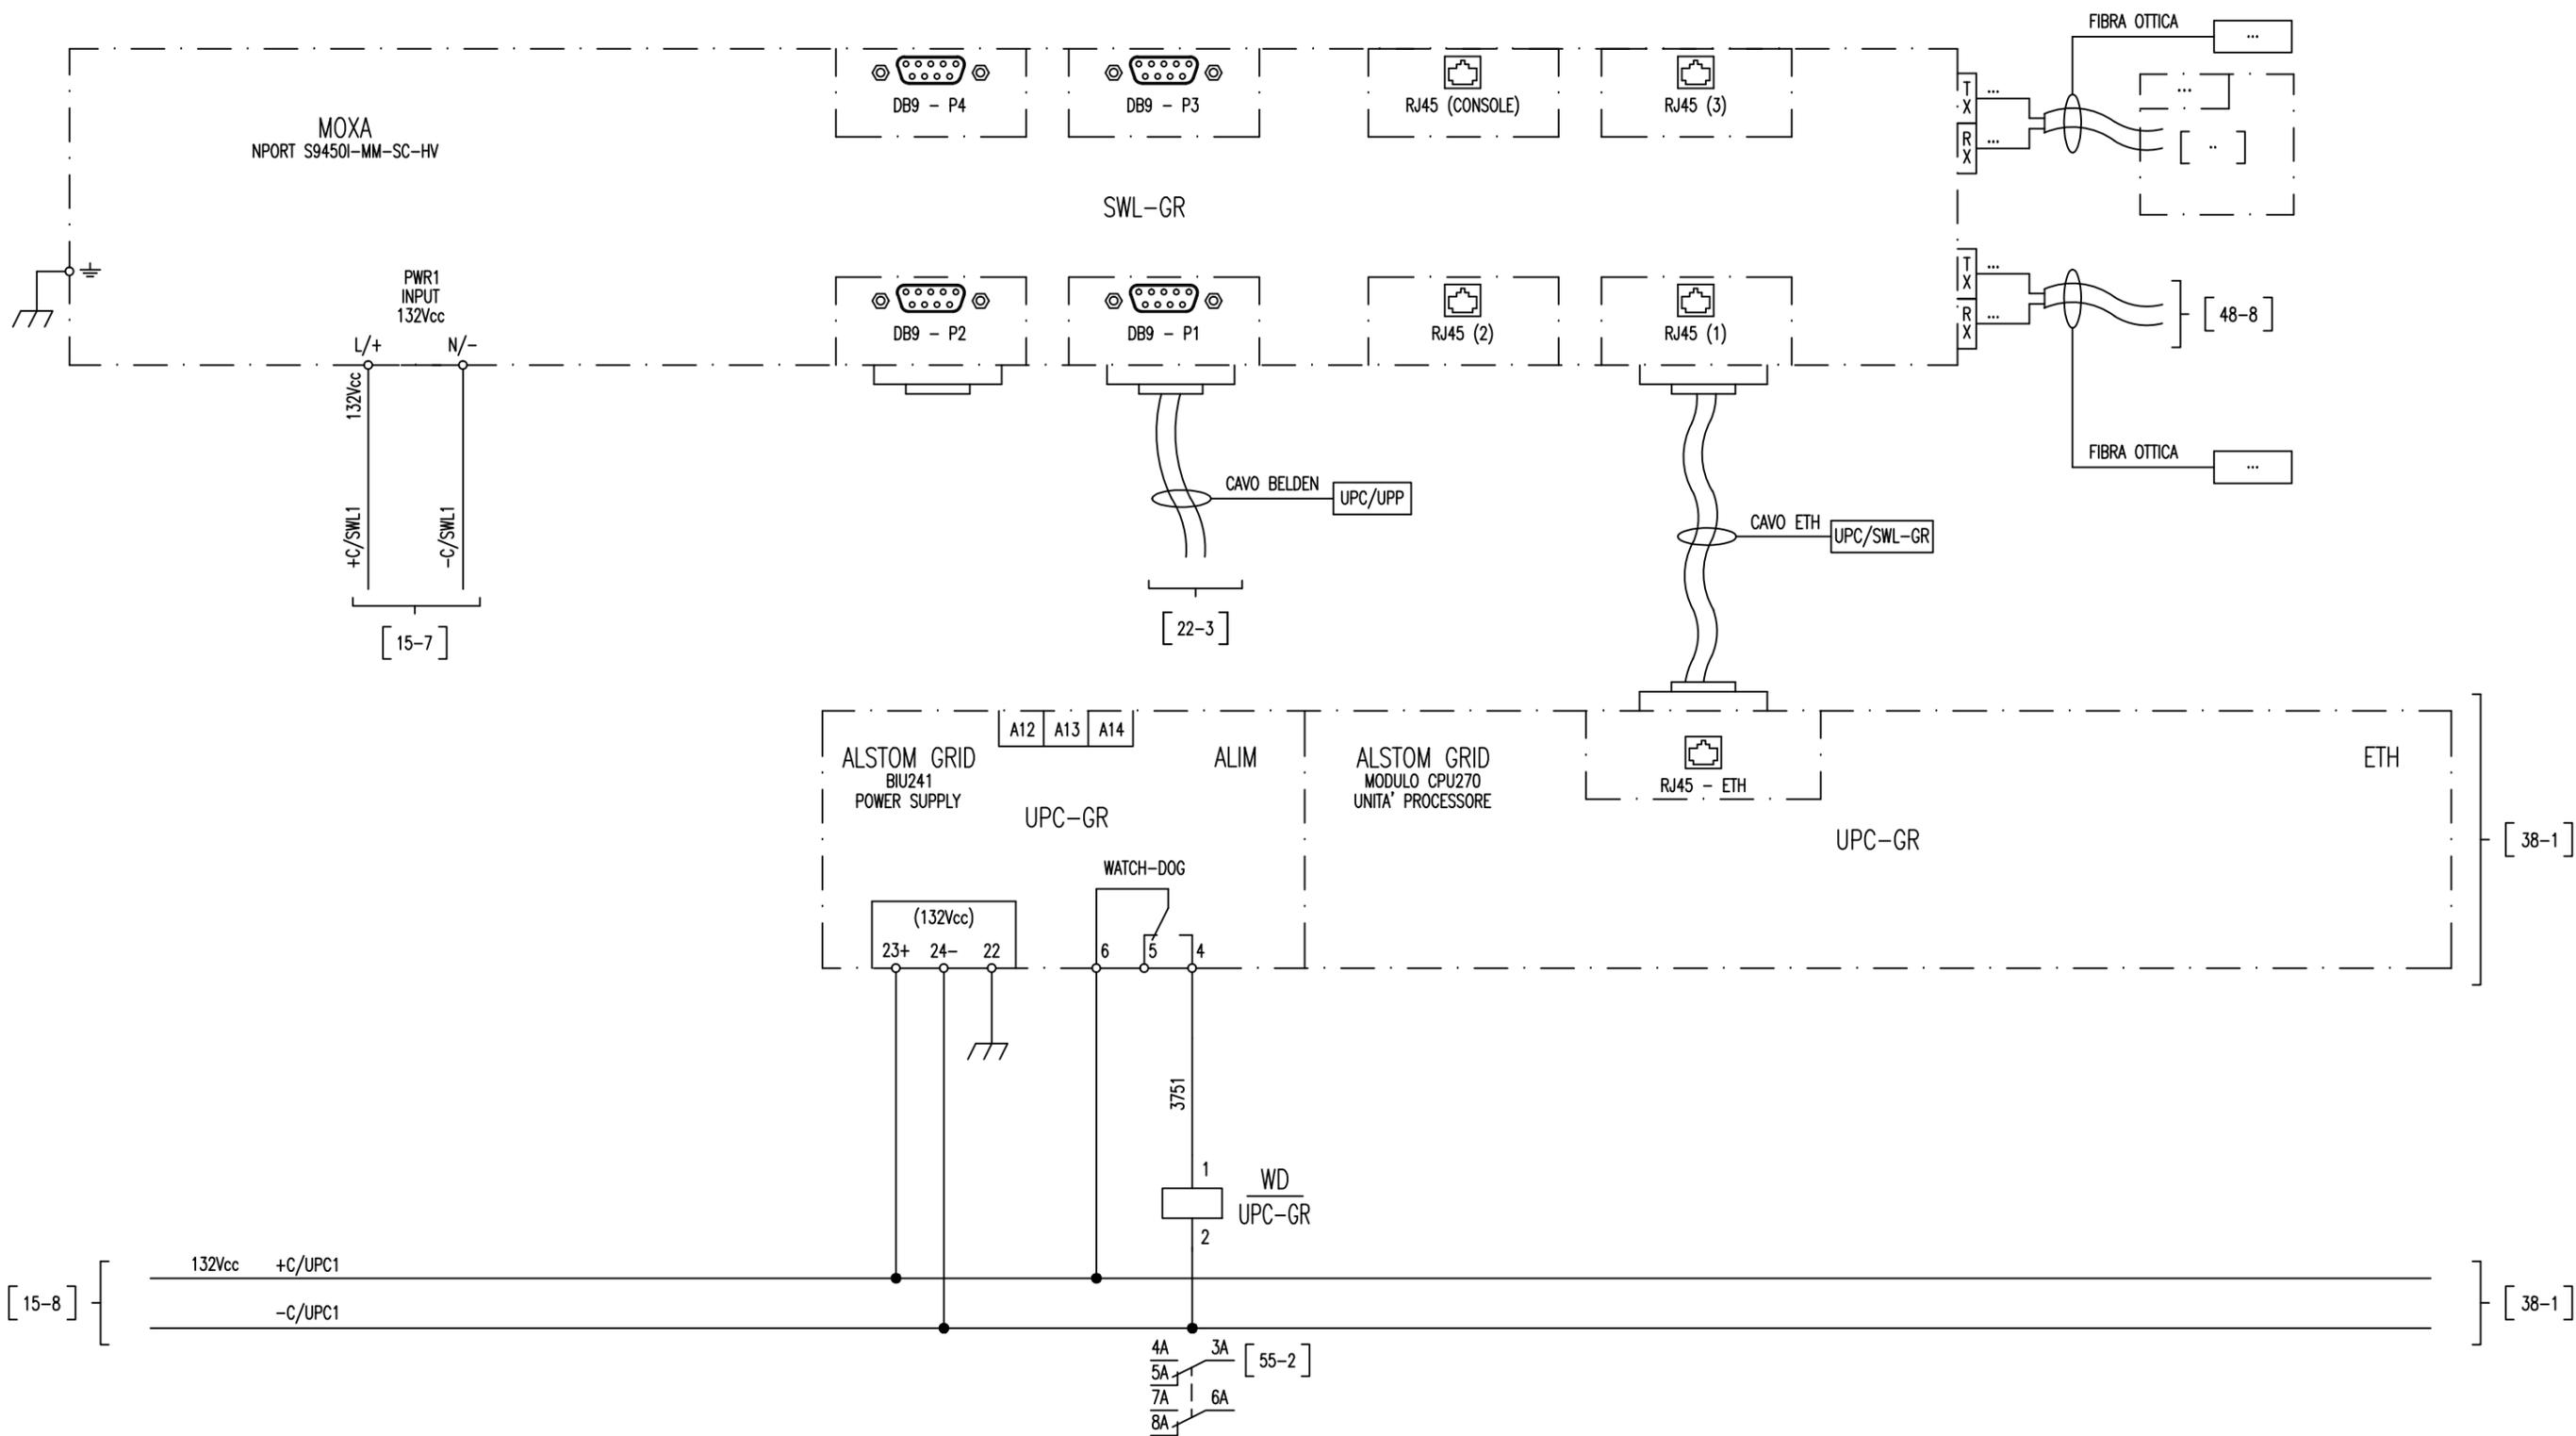 FIBRA OTTICA
...
DB9 - P4
DB9 - P3
RJ45 (CONSOLE)
RJ45 (3)
TX
...
RX
...
...
..
MOXA
NPORT S9450I-MM-SC-HV
SWL-GR
PWR1
INPUT
132Vcc
L/+
N/-
DB9 - P2
DB9 - P1
RJ45 (2)
RJ45 (1)
TX
...
RX
...
48-8
132Vcc
+C/SWL1
-C/SWL1
15-7
CAVO BELDEN
UPC/UPP
22-3
CAVO ETH
UPC/SWL-GR
FIBRA OTTICA
...
A12
A13
A14
ALSTOM GRID
BIU241
POWER SUPPLY
ALIM
UPC-GR
ALSTOM GRID
MODULO CPU270
UNITA' PROCESSORE
RJ45 - ETH
ETH
UPC-GR
38-1
WATCH-DOG
(132Vcc)
23+
24-
22
6
5
4
3751
1
WD
UPC-GR
2
15-8
132Vcc
+C/UPC1
-C/UPC1
38-1
4A
3A
55-2
5A
7A
6A
8A